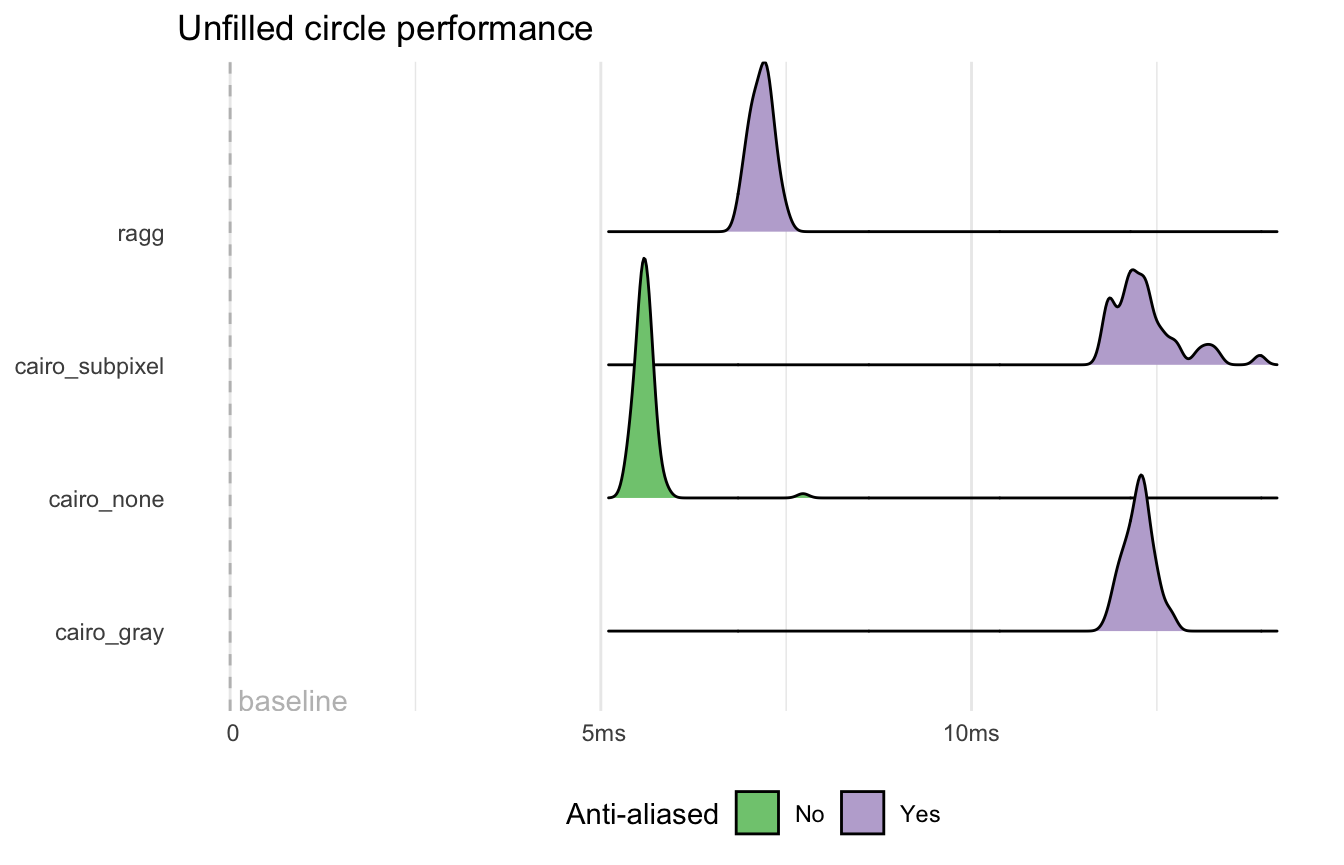 Unfilled circle performance
ragg
cairo_subpixel
cairo_none
cairo_gray
baseline
0 5ms 10ms
Anti-aliased No Yes